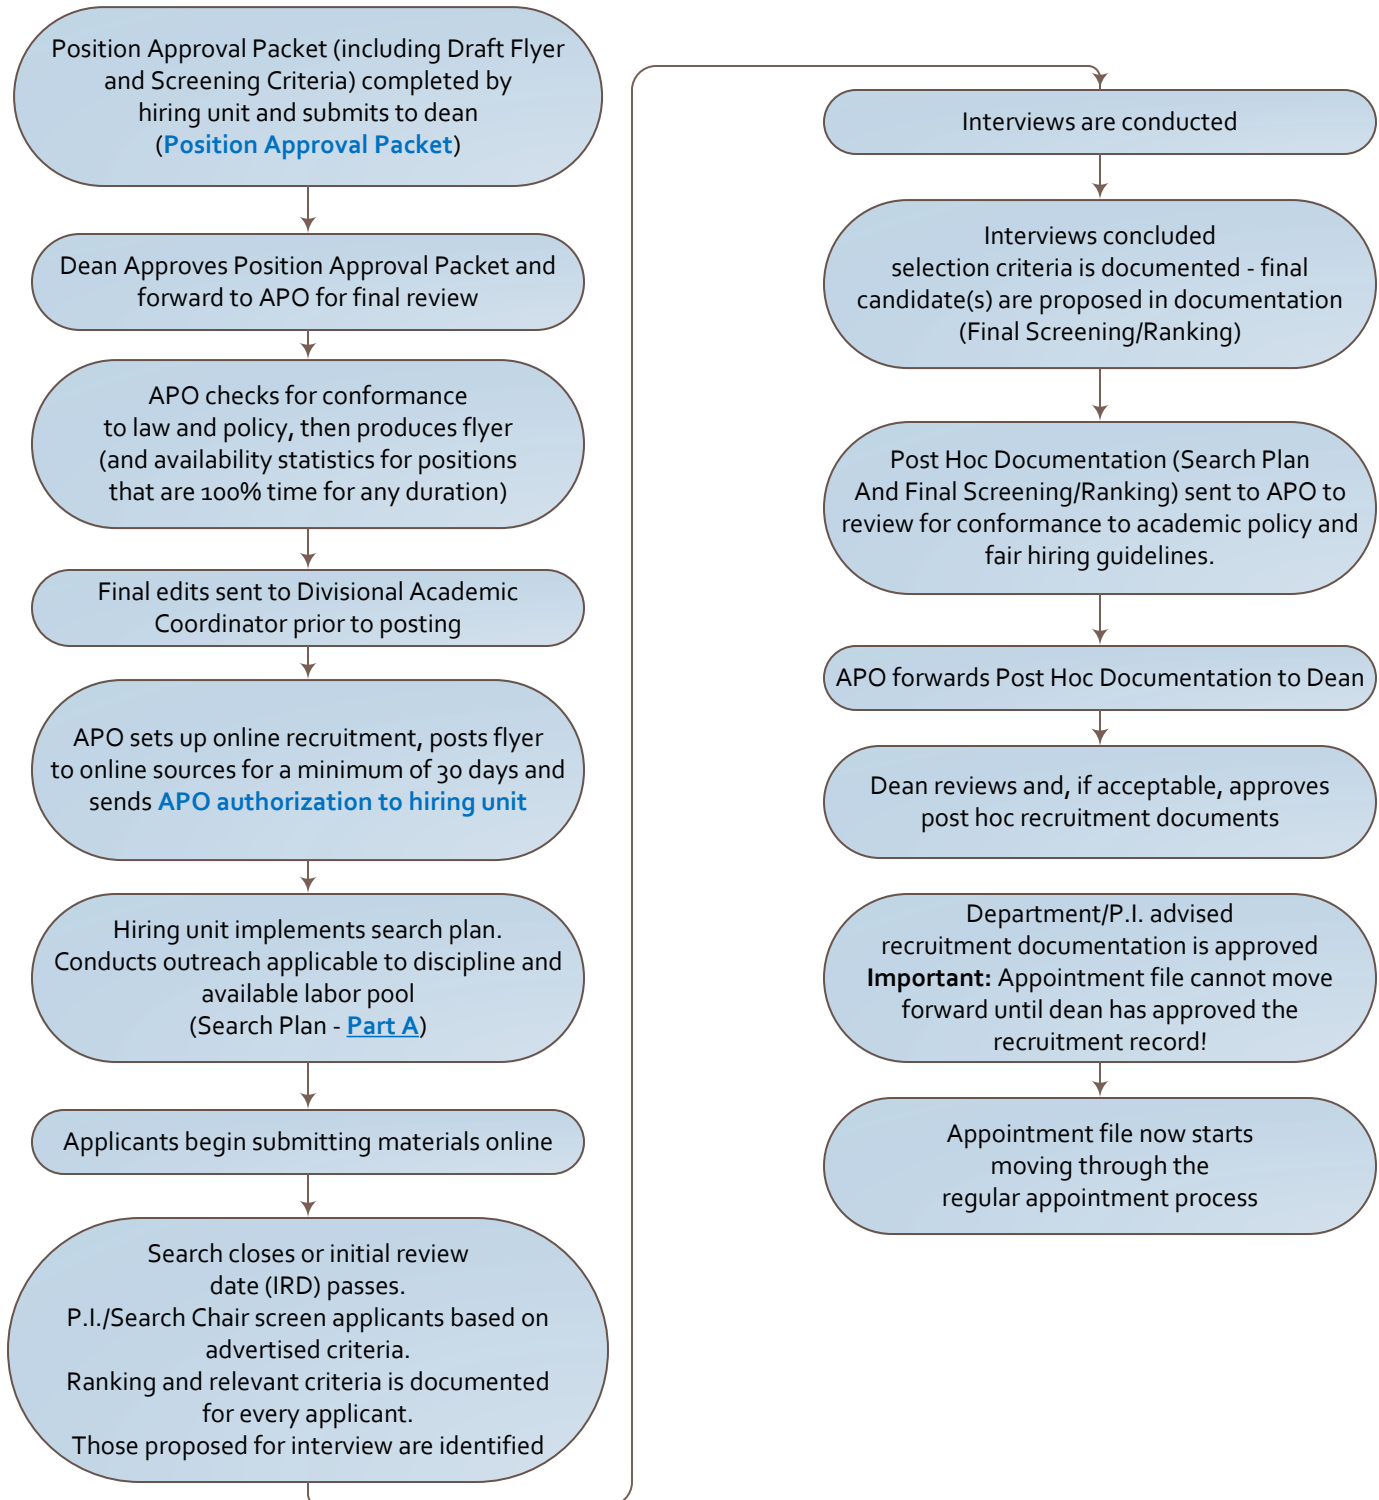 Position Approval Packet (including Draft Flyer
and Screening Criteria) completed by
hiring unit and submits to dean
(Position Approval Packet)
Dean Approves Position Approval Packet and
forward to APO for final review
APO checks for conformance
to law and policy, then produces flyer
(and availability statistics for positions
that are 100% time for any duration)
Final edits sent to Divisional Academic
Coordinator prior to posting
APO sets up online recruitment, posts flyer
to online sources for a minimum of 30 days and
sends APO authorization to hiring unit
Hiring unit implements search plan.
Conducts outreach applicable to discipline and
available labor pool
(Search Plan - Part A)
Applicants begin submitting materials online
Search closes or initial review
date (IRD) passes.
P.I./Search Chair screen applicants based on
advertised criteria.
Ranking and relevant criteria is documented
for every applicant.
Those proposed for interview are identified
Interviews are conducted
Interviews concluded
selection criteria is documented - final
candidate(s) are proposed in documentation
(Final Screening/Ranking)
Post Hoc Documentation (Search Plan
And Final Screening/Ranking) sent to APO to
review for conformance to academic policy and
fair hiring guidelines.
APO forwards Post Hoc Documentation to Dean
Dean reviews and, if acceptable, approves
post hoc recruitment documents
Department/P.I. advised
recruitment documentation is approved
Important: Appointment file cannot move
forward until dean has approved the
recruitment record!
Appointment file now starts
moving through the
regular appointment process